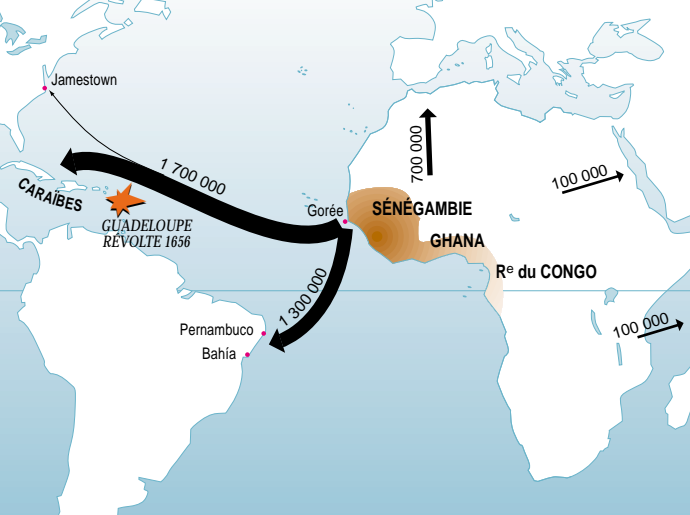 Jamestown
1 700 000
CARAÏBES
GUADELOUPE
RÉVOLTE 1656
Gorée
SÉNÉGAMBIE
GHANA
Re du CONGO
700 000
100 000
1 300 000
Pernambuco
Bahía
100 000